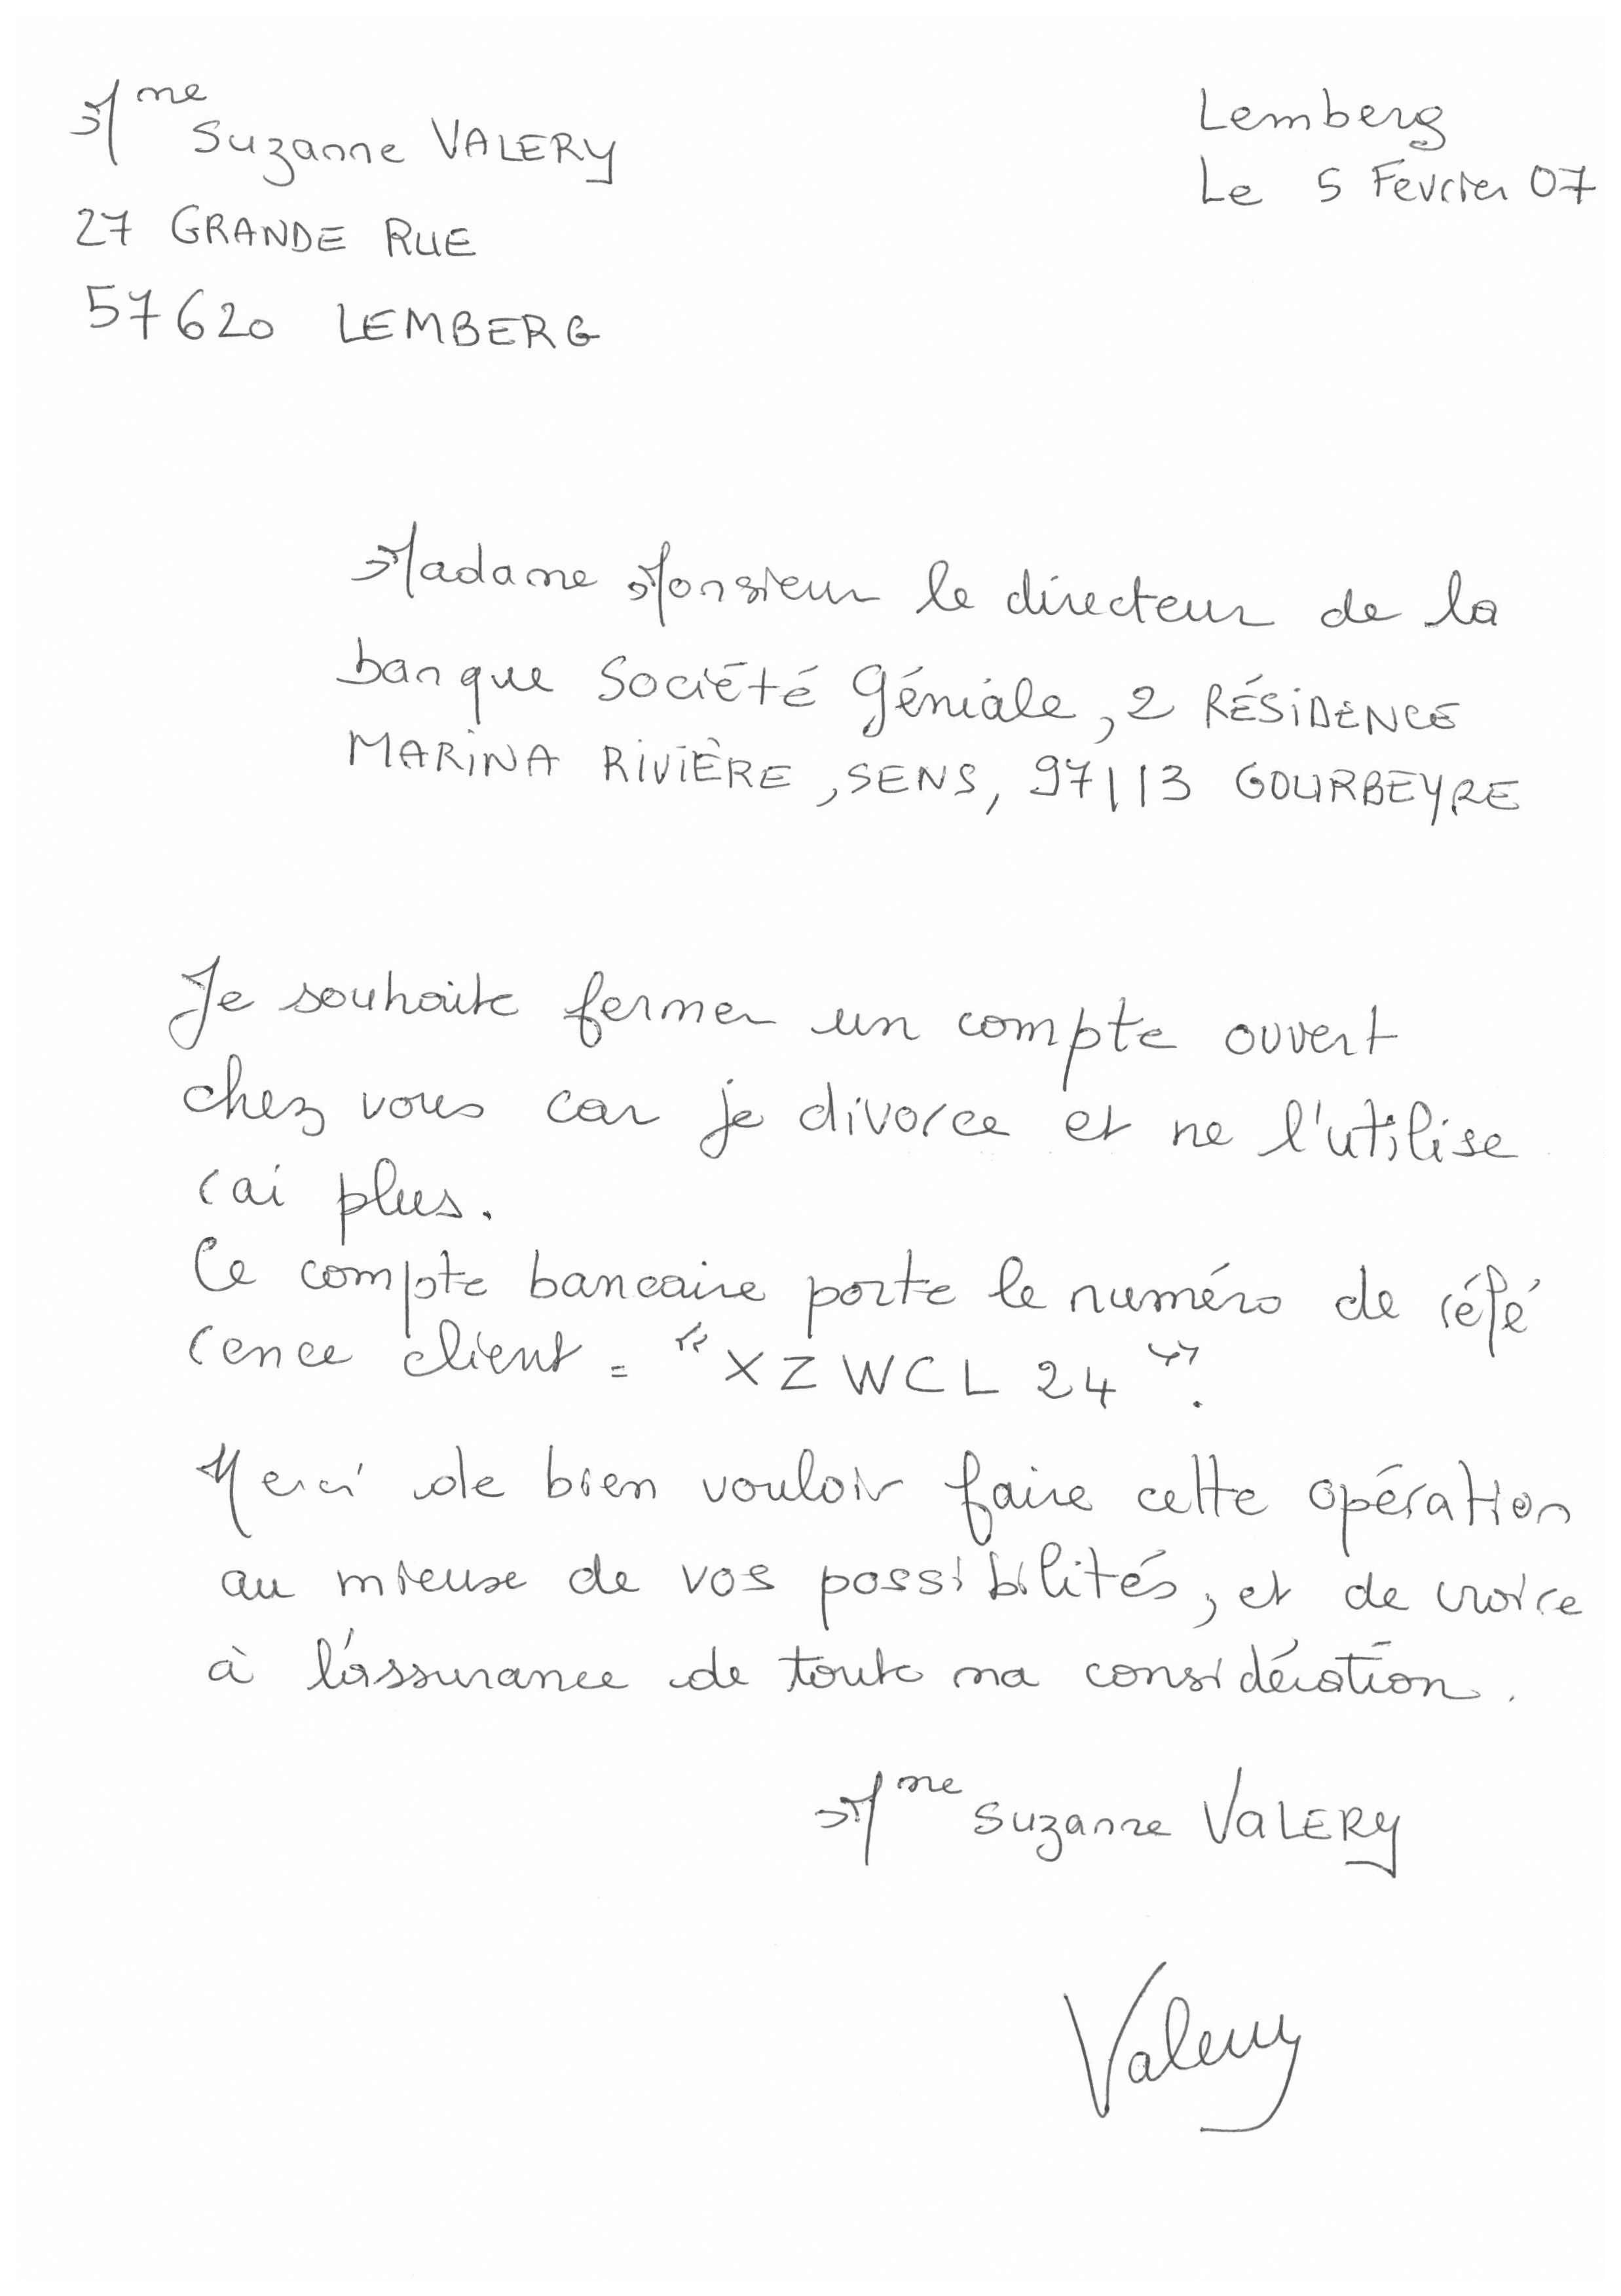 Mme Suzanne VALERY
27 GRANDE RUE
57620 LEMBERG
Lemberg
Le 5 Février 07
Madame Monsieur le directeur de la
banque Société Géniale, 2 RÉSIDENCE
MARINA RIVIÈRE, SENS, 97113 GOURBEYRE
Je souhaite fermer un compte ouvert
chez vous car je divorce et ne l'utilise
rai plus.
Ce compte bancaire porte le numéro de réfé
rence client = "XZWCL24".
Merci de bien vouloir faire cette opération
au mieux de vos possibilités, et de croire
à l'assurance de toute ma considération.
Mme Suzanne VALERY
Valery